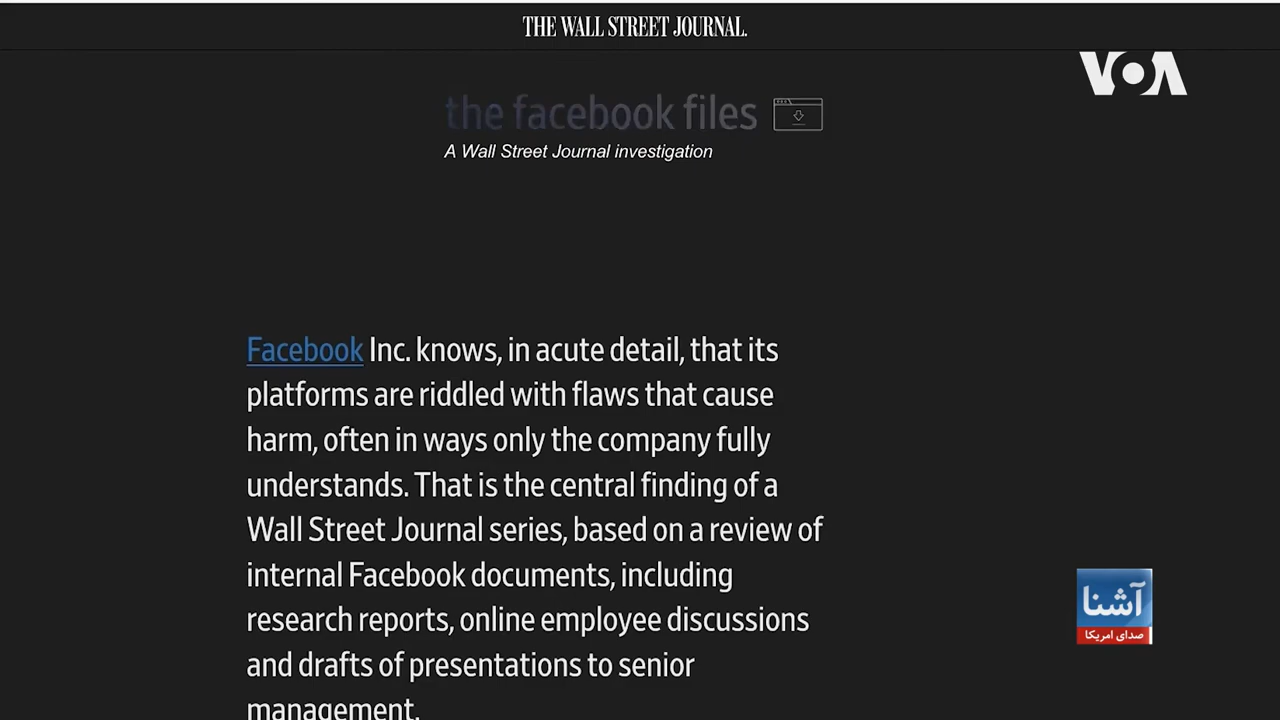 THE WALL STREET JOURNAL.
VOA
the facebook files
A Wall Street Journal investigation
Facebook Inc. knows, in acute detail, that its
platforms are riddled with flaws that cause
harm, often in ways only the company fully
understands. That is the central finding of a
Wall Street Journal series, based on a review of
internal Facebook documents, including
research reports, online employee discussions
and drafts of presentations to senior
management.
آشنا
صدای امریکا